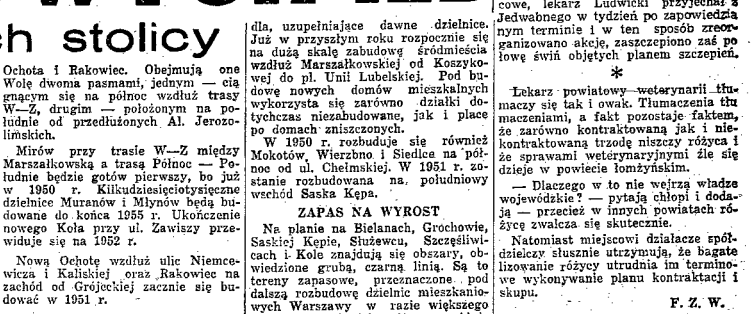 h stolicy
Ochota i Rakowiec. Obejmują one
Wolę dwoma pasmami, jednym — cią
gnącym się na północ wzdłuż trasy
W—Z, drugim — położonym na po-
łudnie od przedłużonych Al. Jerozo-
limskich.
Mirów przy trasie W—Z między
Marszałkowską a trasą Północ — Po-
łudnie będzie gotów pierwszy, bo już
w 1950 r. Kilkudziesięciotysięczne
dzielnice Muranów i Młynów będą bu-
dowane do końca 1955 r. Ukończenie
nowego Koła przy ul. Zawiszy prze-
widuje się na 1952 r.
Nową Ochotę wzdłuż ulic Niemce-
wicza i Kaliskiej oraz Rakowiec na
zachód od Grójeckiej zacznie się bu-
dować w 1951 r.
dla, uzupełniające dawne dzielnice.
Już w przyszłym roku rozpocznie się
na dużą skalę zabudowę śródmieścia
wzdłuż Marszałkowskiej od Koszyko-
wej do pl. Unii Lubelskiej. Pod bu-
dowę nowych domów mieszkalnych
wykorzysta się zarówno działki do-
tychczas niezabudowane, jak i place
po domach zniszczonych.
W 1950 r. rozbuduje się również
Mokotów, Wierzbno i Sielce na pół-
noc od ul. Chełmskiej. W 1951 r. zo-
stanie rozbudowana na południowy
wschód Saska Kępa.
ZAPAS NA WYROST
Na planie na Bielanach, Grochowie,
Saskiej Kępie, Służewcu, Szczęśliwi-
cach i Kole znajdują się obszary, ob-
wiedzione grubą, czarną linią. Są to
tereny zapasowe, przeznaczone pod
dalszą rozbudowę dzielnic mieszkanio-
wych Warszawy w razie większego
cowe, lekarz Ludwicki przyjechał z
Jedwabnego w tydzień po zapowiedzia
nym terminie i w ten sposób zreor-
ganizowano akcję, zaszczepiono zaś po
łowę świń objętych planem szczepień.
*
Lekarz powiatowy weterynarii tłu-
maczy się tak i owak. Tłumaczenia tłu
maczeniami, a fakt pozostaje faktem,
że zarówno kontraktowaną jak i nie-
kontraktowaną trzodę niszczy różyca i
że sprawami weterynaryjnymi źle się
dzieje w powiecie łomżyńskim.
— Dlaczego w to nie wejrzą władze
wojewódzkie? — pytają chłopi i doda-
ją — przecież w innych powiatach ró-
życę zwalcza się skutecznie.
Natomiast miejscowi działacze spół-
dzielczy słusznie utrzymują, że bagate
lizowanie różycy utrudnia im termino-
we wykonywanie planu kontraktacji i
skupu.
F. Z. W.